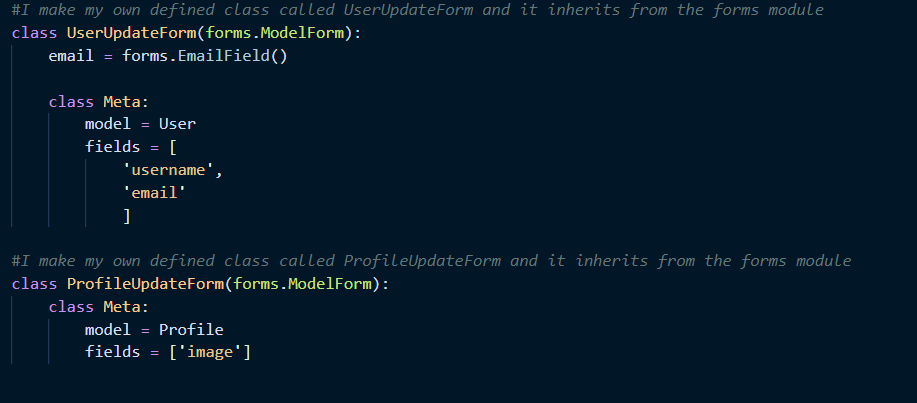 #I make my own defined class called UserUpdateForm and it inherits from the forms module
class UserUpdateForm(forms.ModelForm):
    email = forms.EmailField()

    class Meta:
        model = User
        fields = [
            'username',
            'email'
            ]

#I make my own defined class called ProfileUpdateForm and it inherits from the forms module
class ProfileUpdateForm(forms.ModelForm):
    class Meta:
        model = Profile
        fields = ['image']